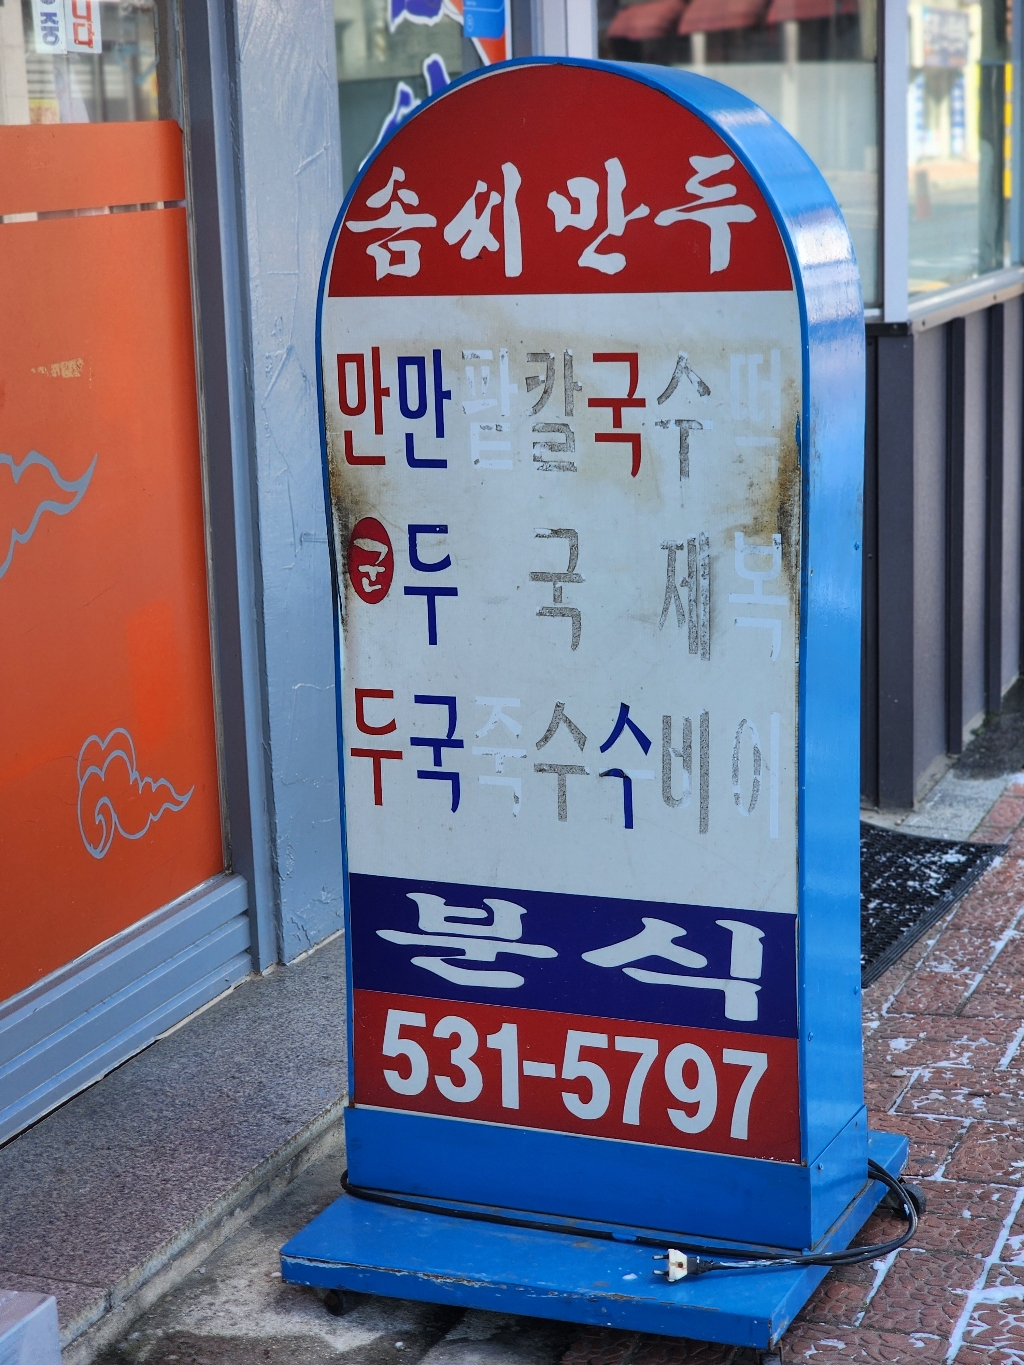 솜씨만두
만군두
만두국
팥죽
칼국수
국수
수제비
떡복이
분식
531-5797